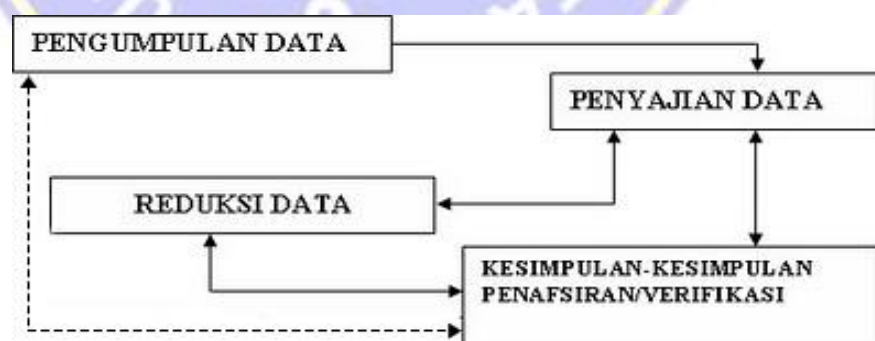 PENGUMPULAN DATA
PENYAJIAN DATA
REDUKSI DATA
KESIMPULAN-KESIMPULAN
PENAFSIRAN/VERIFIKASI